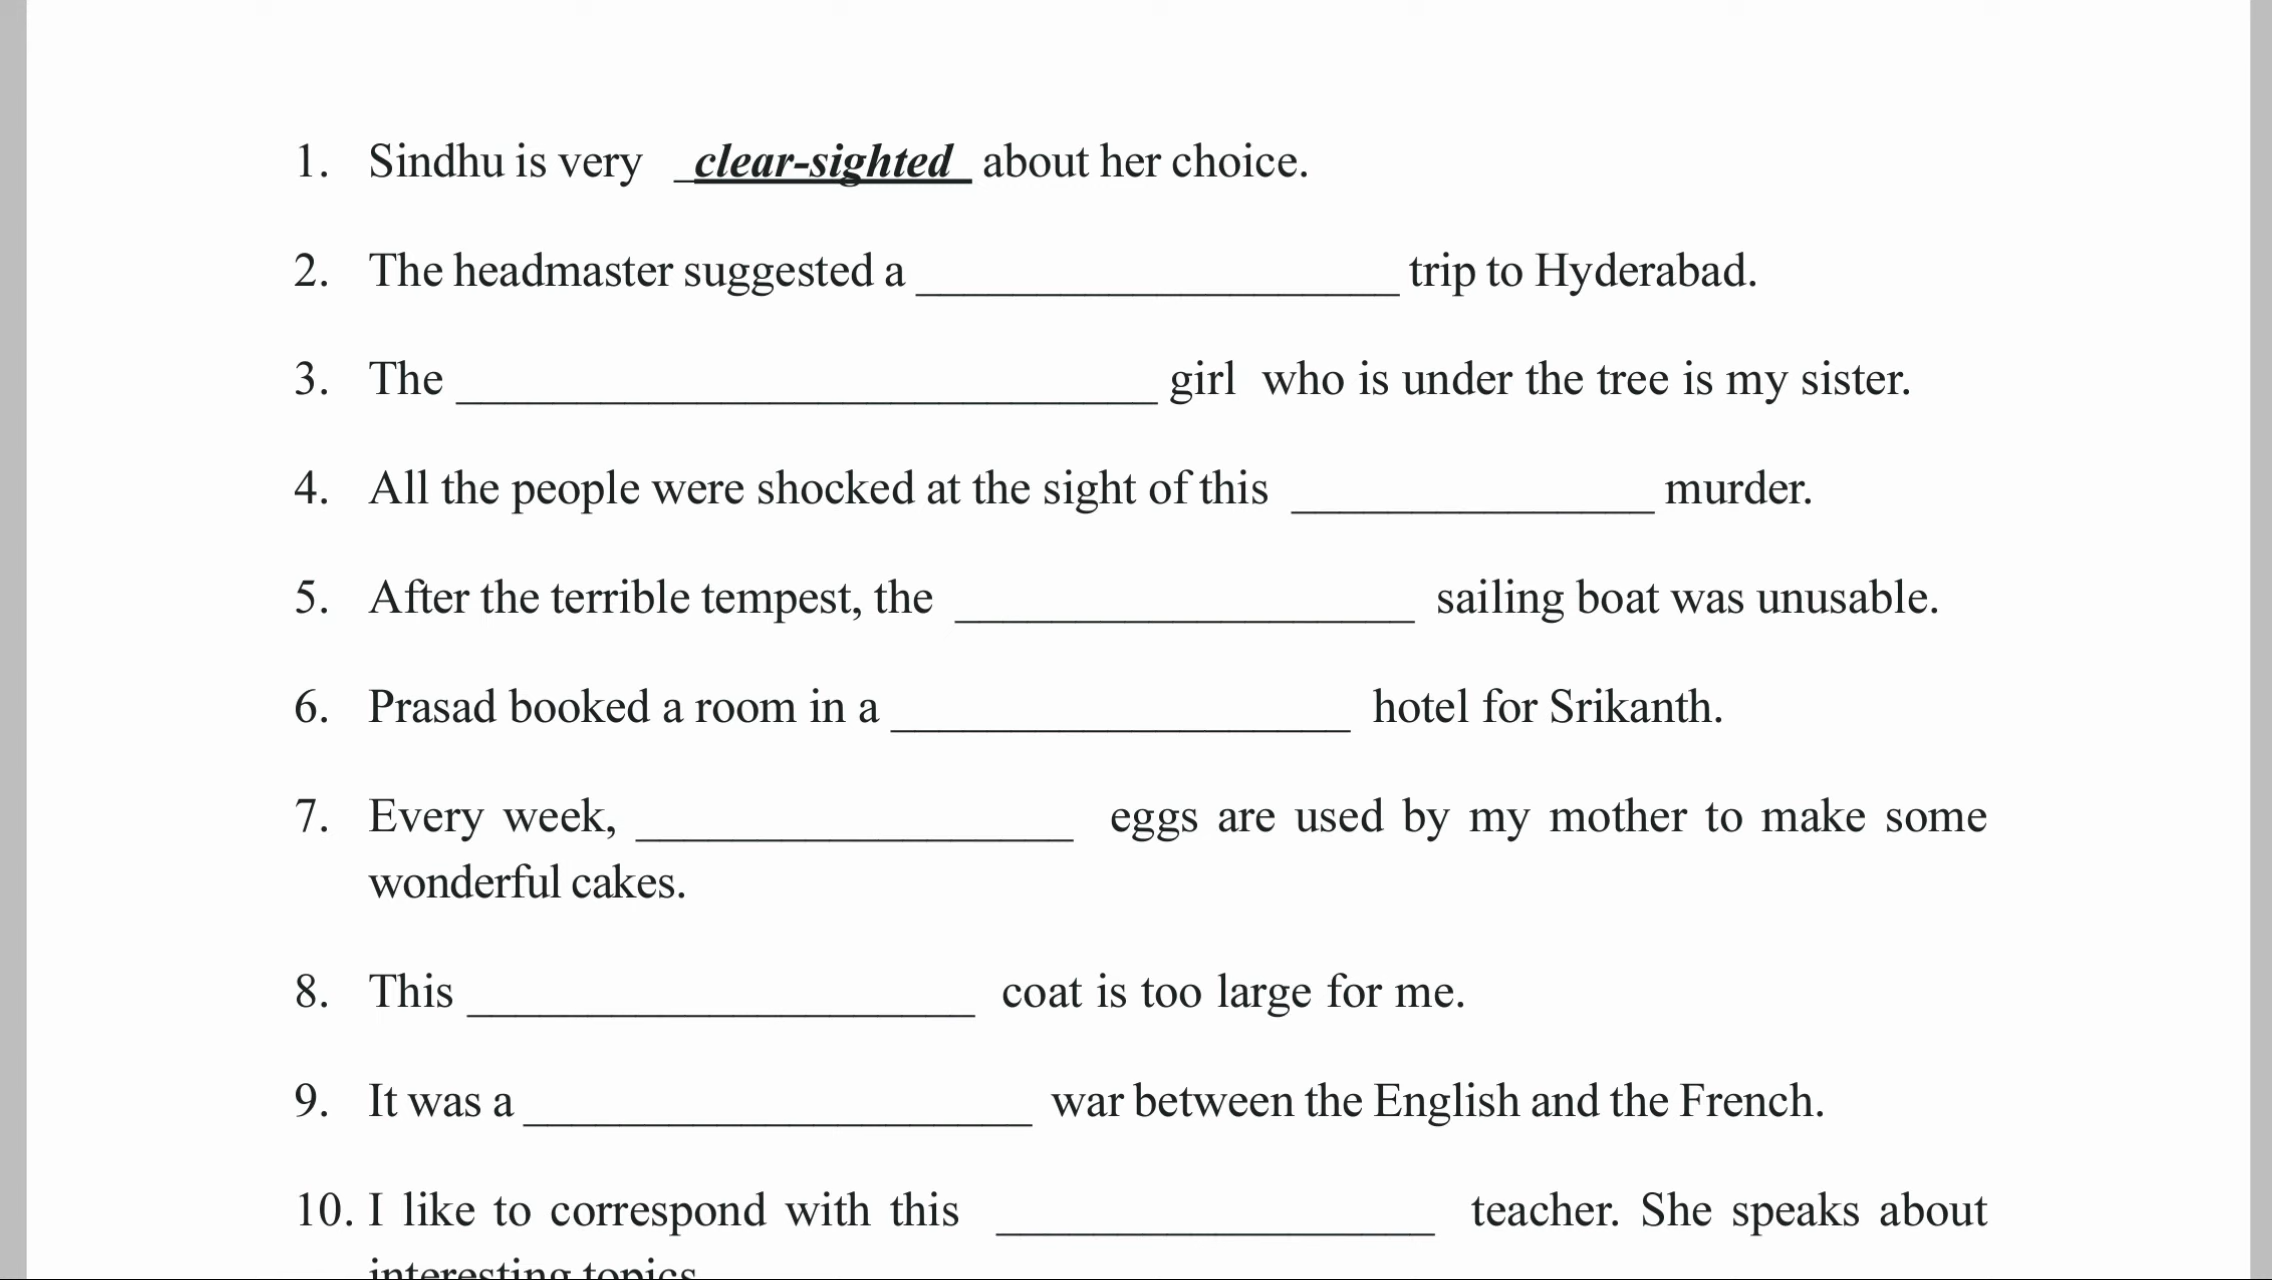 1. Sindhu is very _clear-sighted_ about her choice.
2. The headmaster suggested a ____________________ trip to Hyderabad.
3. The _____________________________ girl who is under the tree is my sister.
4. All the people were shocked at the sight of this _______________ murder.
5. After the terrible tempest, the ___________________ sailing boat was unusable.
6. Prasad booked a room in a ___________________ hotel for Srikanth.
7. Every week, __________________ eggs are used by my mother to make some
wonderful cakes.
8. This _____________________ coat is too large for me.
9. It was a _____________________ war between the English and the French.
10. I like to correspond with this __________________ teacher. She speaks about
interesting topics